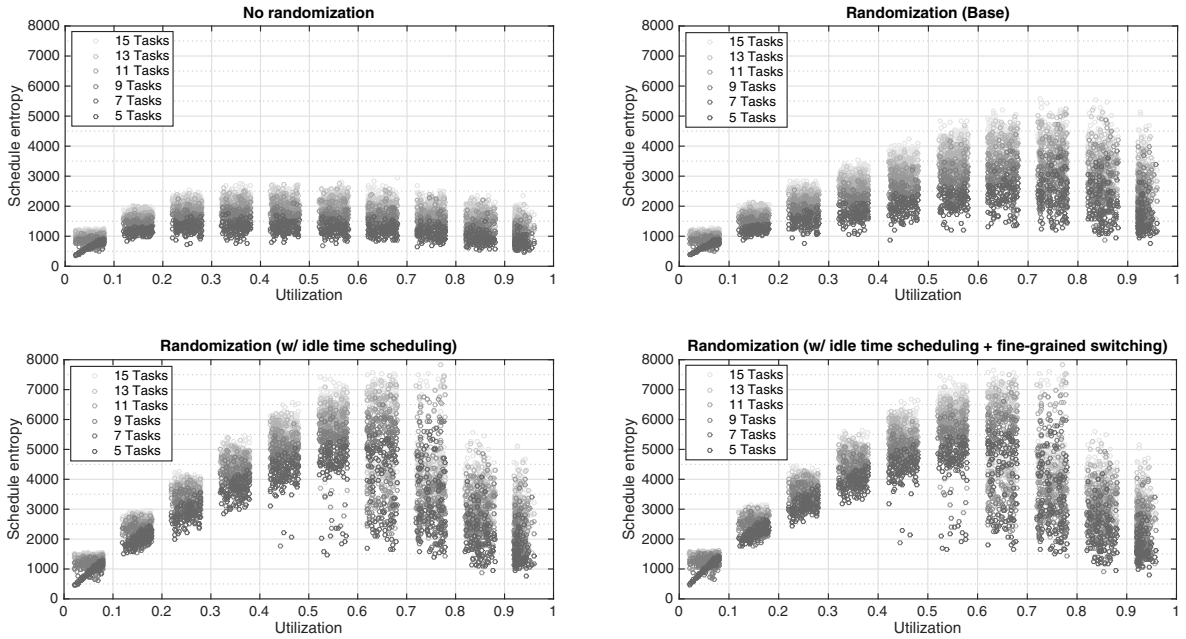 No randomization
8000
7000
6000
5000
4000
3000
2000
1000
0
Schedule entropy
15 Tasks
13 Tasks
11 Tasks
9 Tasks
7 Tasks
5 Tasks
0 0.1 0.2 0.3 0.4 0.5 0.6 0.7 0.8 0.9 1
Utilization
Randomization (Base)
8000
7000
6000
5000
4000
3000
2000
1000
0
Schedule entropy
15 Tasks
13 Tasks
11 Tasks
9 Tasks
7 Tasks
5 Tasks
0 0.1 0.2 0.3 0.4 0.5 0.6 0.7 0.8 0.9 1
Utilization
Randomization (w/ idle time scheduling)
8000
7000
6000
5000
4000
3000
2000
1000
0
Schedule entropy
15 Tasks
13 Tasks
11 Tasks
9 Tasks
7 Tasks
5 Tasks
0 0.1 0.2 0.3 0.4 0.5 0.6 0.7 0.8 0.9 1
Utilization
Randomization (w/ idle time scheduling + fine-grained switching)
8000
7000
6000
5000
4000
3000
2000
1000
0
Schedule entropy
15 Tasks
13 Tasks
11 Tasks
9 Tasks
7 Tasks
5 Tasks
0 0.1 0.2 0.3 0.4 0.5 0.6 0.7 0.8 0.9 1
Utilization